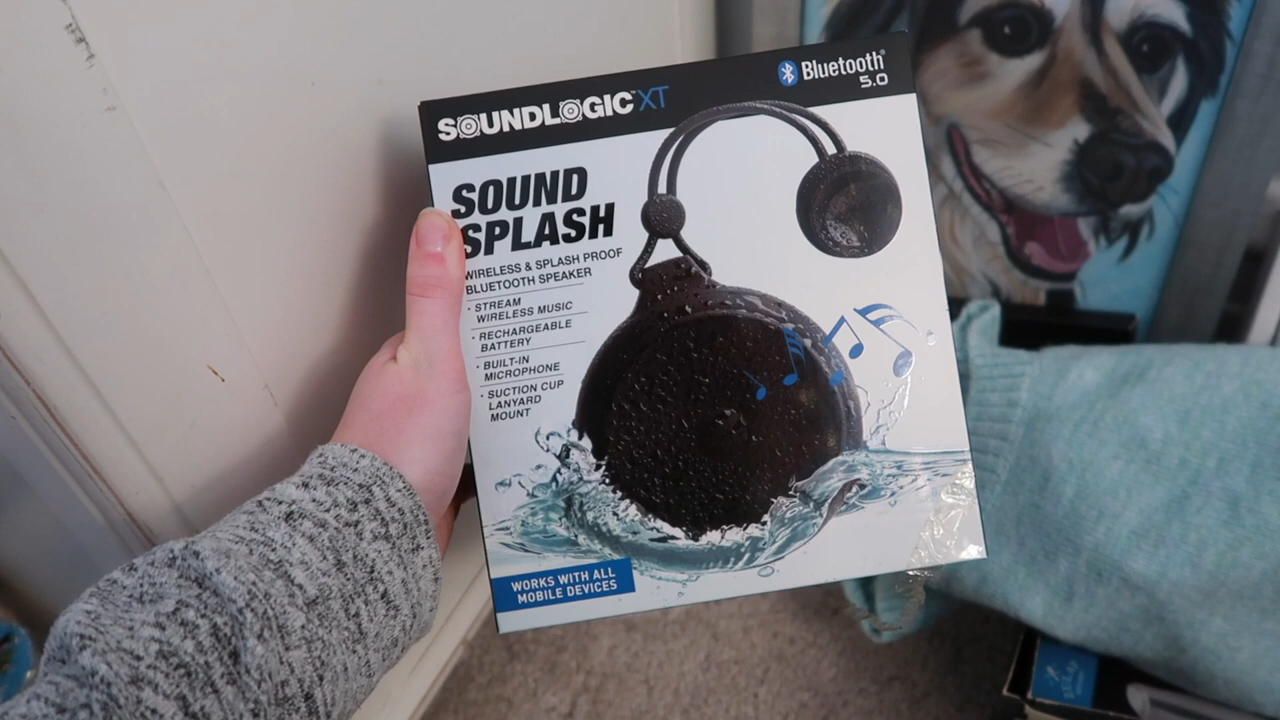 SOUNDLOGIC XT
Bluetooth®
5.0
SOUND
SPLASH
WIRELESS & SPLASH PROOF
BLUETOOTH SPEAKER
· STREAM
WIRELESS MUSIC
· RECHARGEABLE
BATTERY
· BUILT-IN
MICROPHONE
· SUCTION CUP
LANYARD
MOUNT
WORKS WITH ALL
MOBILE DEVICES